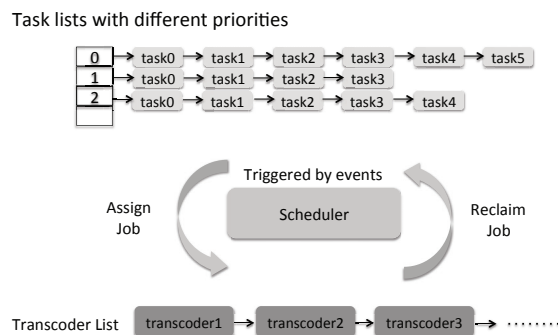 Task lists with different priorities
0 task0 task1 task2 task3 task4 task5
1 task0 task1 task2 task3
2 task0 task1 task2 task3 task4
Triggered by events
Assign
Job
Scheduler
Reclaim
Job
Transcoder List transcoder1 transcoder2 transcoder3 ........